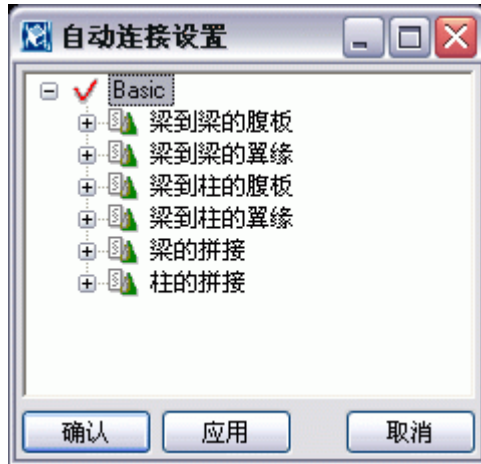 自动连接设置
Basic
梁到梁的腹板
梁到梁的翼缘
梁到柱的腹板
梁到柱的翼缘
梁的拼接
柱的拼接
确认 应用 取消